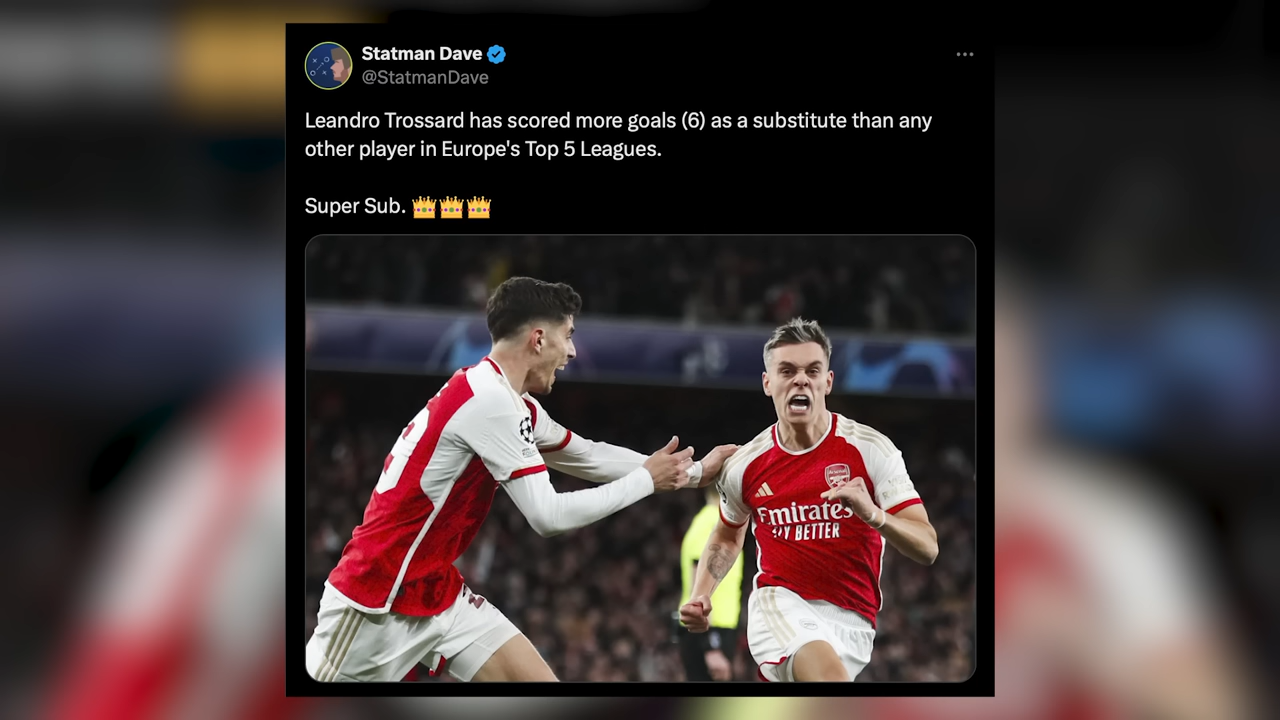 Statman Dave
@StatmanDave
Leandro Trossard has scored more goals (6) as a substitute than any
other player in Europe's Top 5 Leagues.
Super Sub. 👑👑👑
Arsenal
Emirates
FLY BETTER